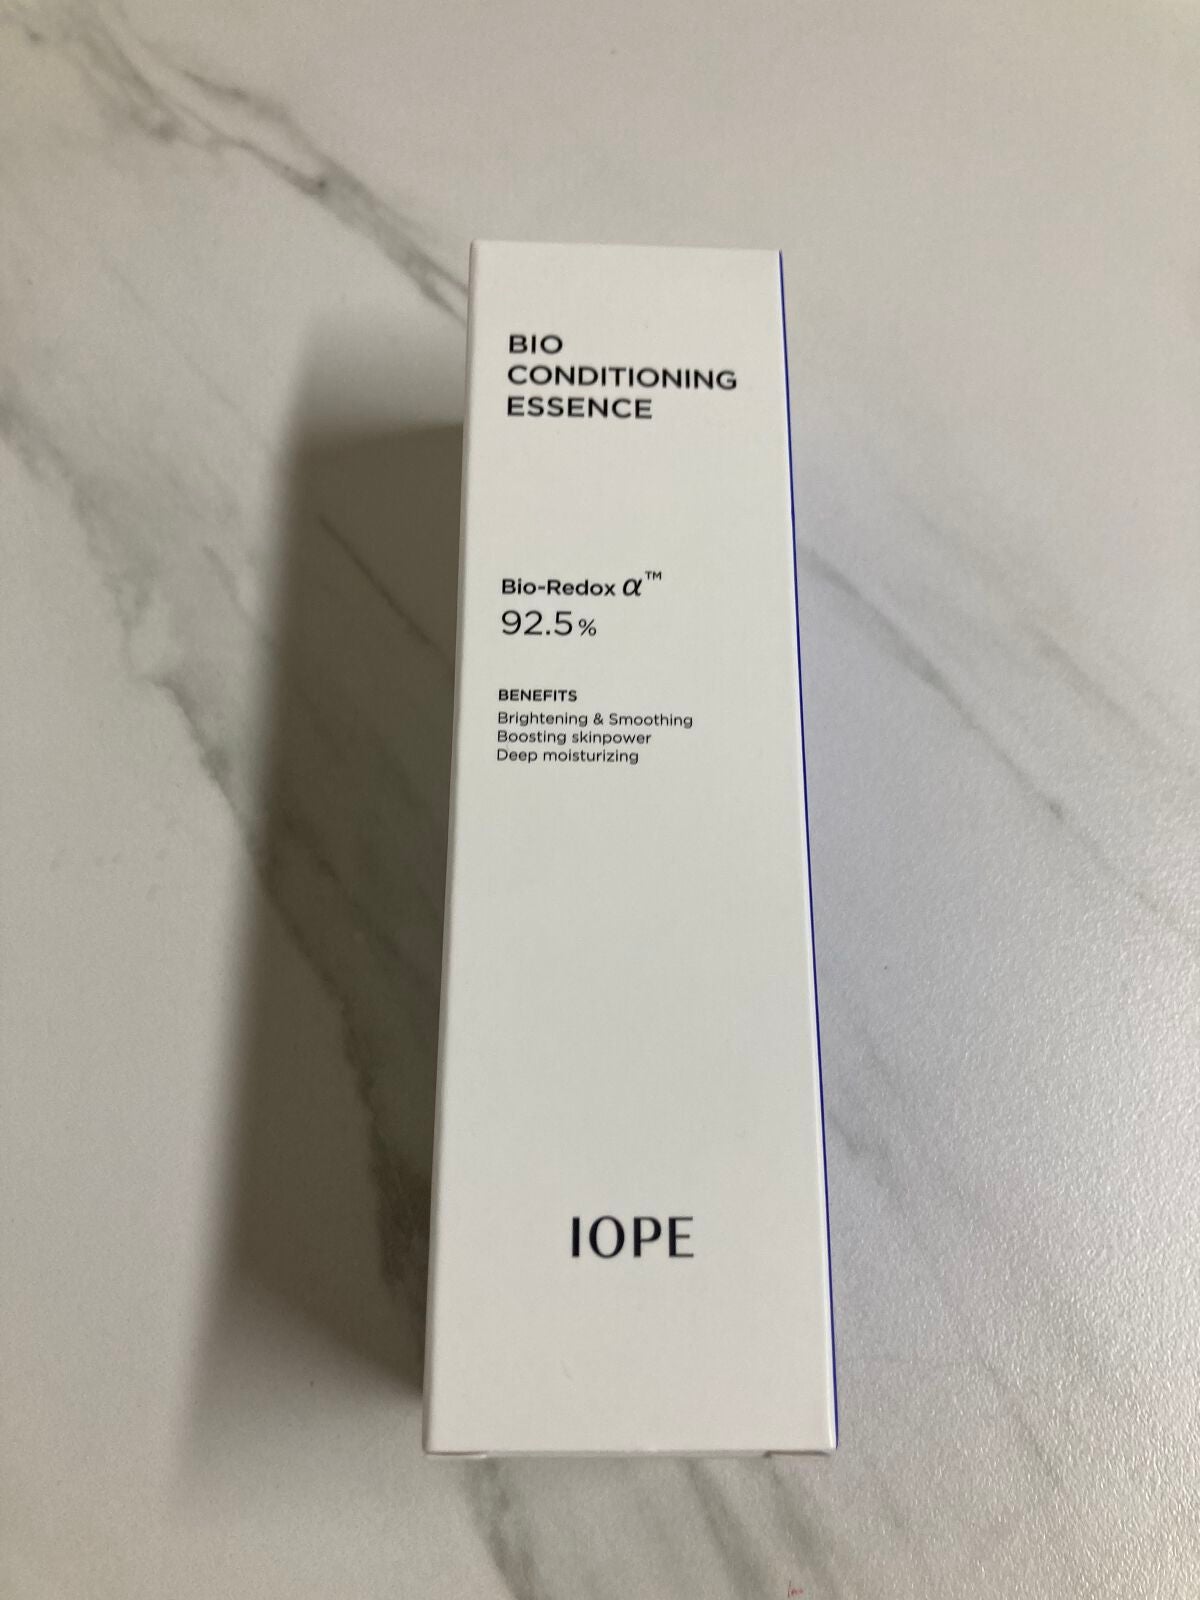 BIO
CONDITIONING
ESSENCE
Bio-Redox α™
92.5%
BENEFITS
Brightening & Smoothing
Boosting skinpower
Deep moisturizing
IOPE